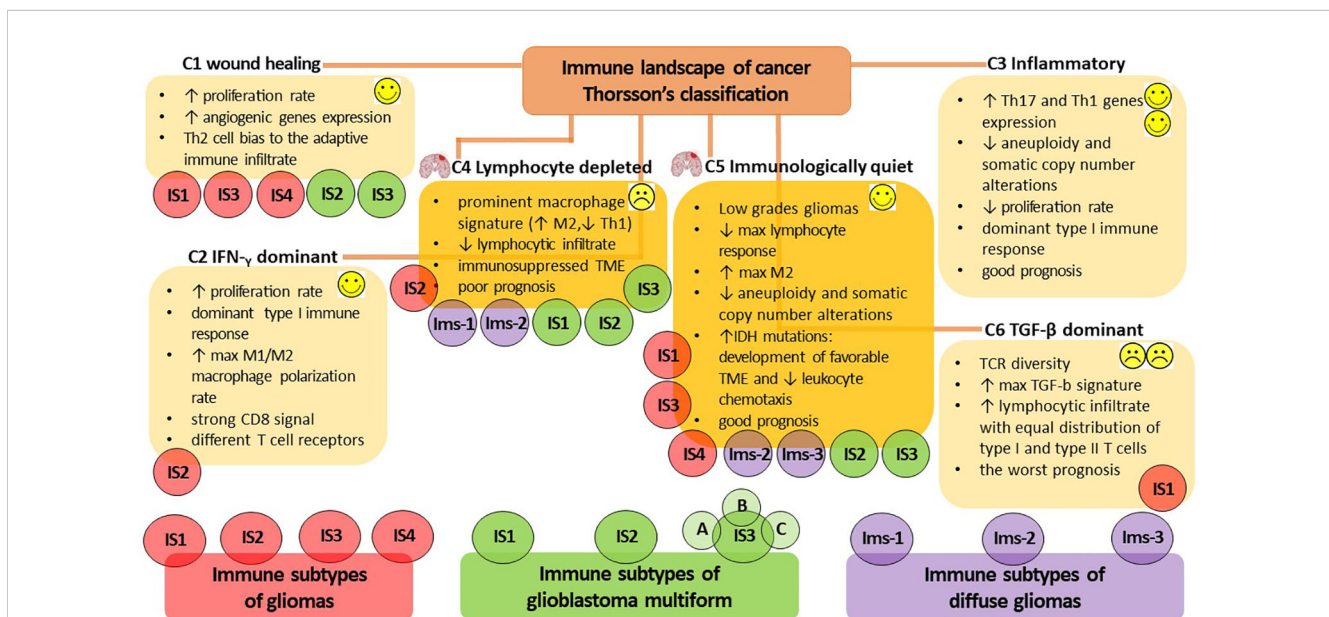 Immune landscape of cancer
Thorsson's classification
C1 wound healing
• ↑ proliferation rate
• ↑ angiogenic genes expression
• Th2 cell bias to the adaptive
immune infiltrate
IS1 IS3 IS4 IS2 IS3
C2 IFN-γ dominant
• ↑ proliferation rate
• dominant type I immune
response
• ↑ max M1/M2
macrophage polarization
rate
• strong CD8 signal
• different T cell receptors
IS2
C4 Lymphocyte depleted
• prominent macrophage
signature (↑ M2,↓ Th1)
• ↓ lymphocytic infiltrate
• immunosuppressed TME
• poor prognosis
IS2 Ims-1 Ims-2 IS1 IS2 IS3
C5 Immunologically quiet
• Low grades gliomas
• ↓ max lymphocyte
response
• ↑ max M2
• ↓ aneuploidy and somatic
copy number alterations
• ↑IDH mutations:
development of favorable
TME and ↓ leukocyte
chemotaxis
• good prognosis
IS1
IS3
IS4 Ims-2 Ims-3 IS2 IS3
C3 Inflammatory
• ↑ Th17 and Th1 genes
expression
• ↓ aneuploidy and
somatic copy number
alterations
• ↓ proliferation rate
• dominant type I immune
response
• good prognosis
C6 TGF-β dominant
• TCR diversity
• ↑ max TGF-b signature
• ↑ lymphocytic infiltrate
with equal distribution of
type I and type II T cells
• the worst prognosis
IS1
IS1 IS2 IS3 IS4
Immune subtypes
of gliomas
IS1 IS2 A B IS3 C
Immune subtypes of
glioblastoma multiform
Ims-1 Ims-2 Ims-3
Immune subtypes of
diffuse gliomas